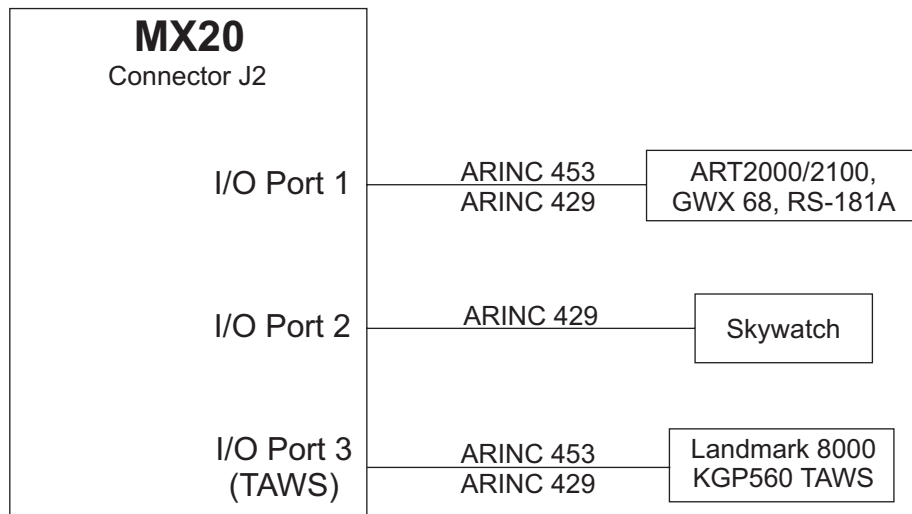 MX20
Connector J2
I/O Port 1
ARINC 453
ARINC 429
ART2000/2100,
GWX 68, RS-181A
I/O Port 2
ARINC 429
Skywatch
I/O Port 3
(TAWS)
ARINC 453
ARINC 429
Landmark 8000
KGP560 TAWS